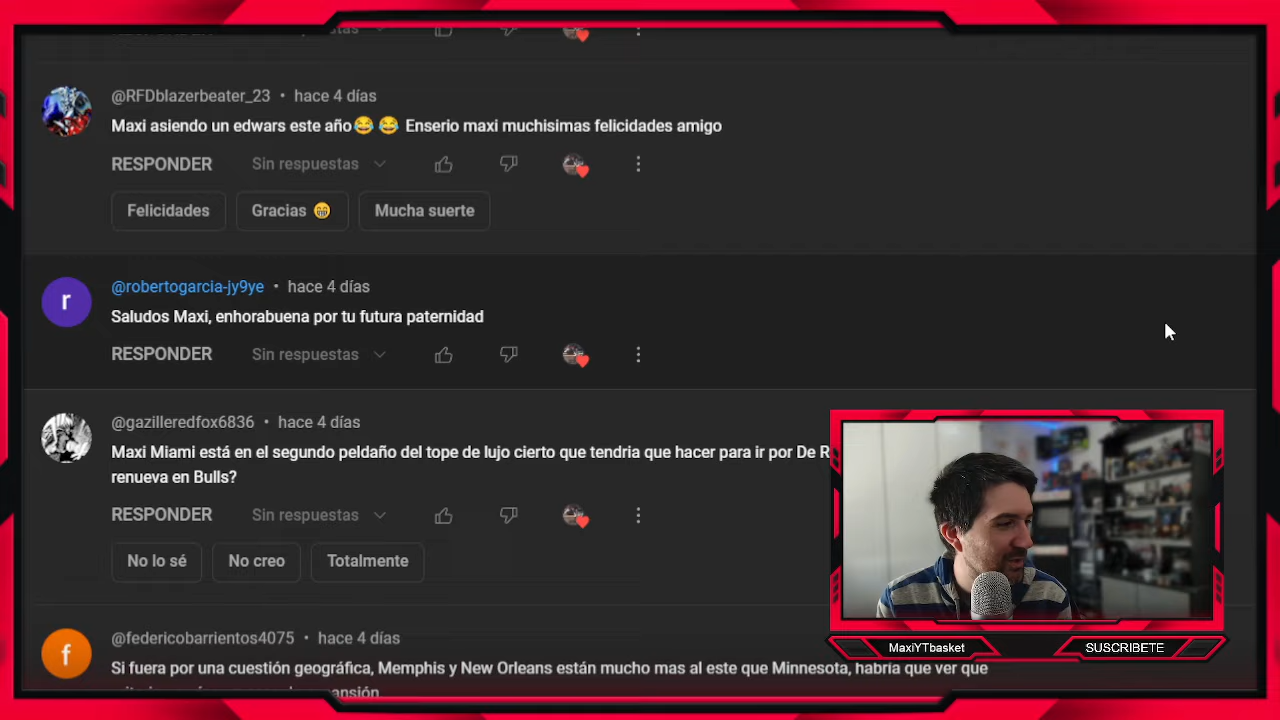 @RFDblazerbeater_23 • hace 4 días
Maxi asiendo un edwars este año😂 😂 Enserio maxi muchisimas felicidades amigo
RESPONDER Sin respuestas
Felicidades Gracias 😁 Mucha suerte
r @robertogarcia-jy9ye • hace 4 días
Saludos Maxi, enhorabuena por tu futura paternidad
RESPONDER Sin respuestas
@gazilleredfox6836 • hace 4 días
Maxi Miami está en el segundo peldaño del tope de lujo cierto que tendria que hacer para ir por De R
renueva en Bulls?
RESPONDER Sin respuestas
No lo sé No creo Totalmente
MaxiYTbasket SUSCRIBETE
f @federicobarrientos4075 • hace 4 días
Si fuera por una cuestión geográfica, Memphis y New Orleans están mucho mas al este que Minnesota, habría que ver que